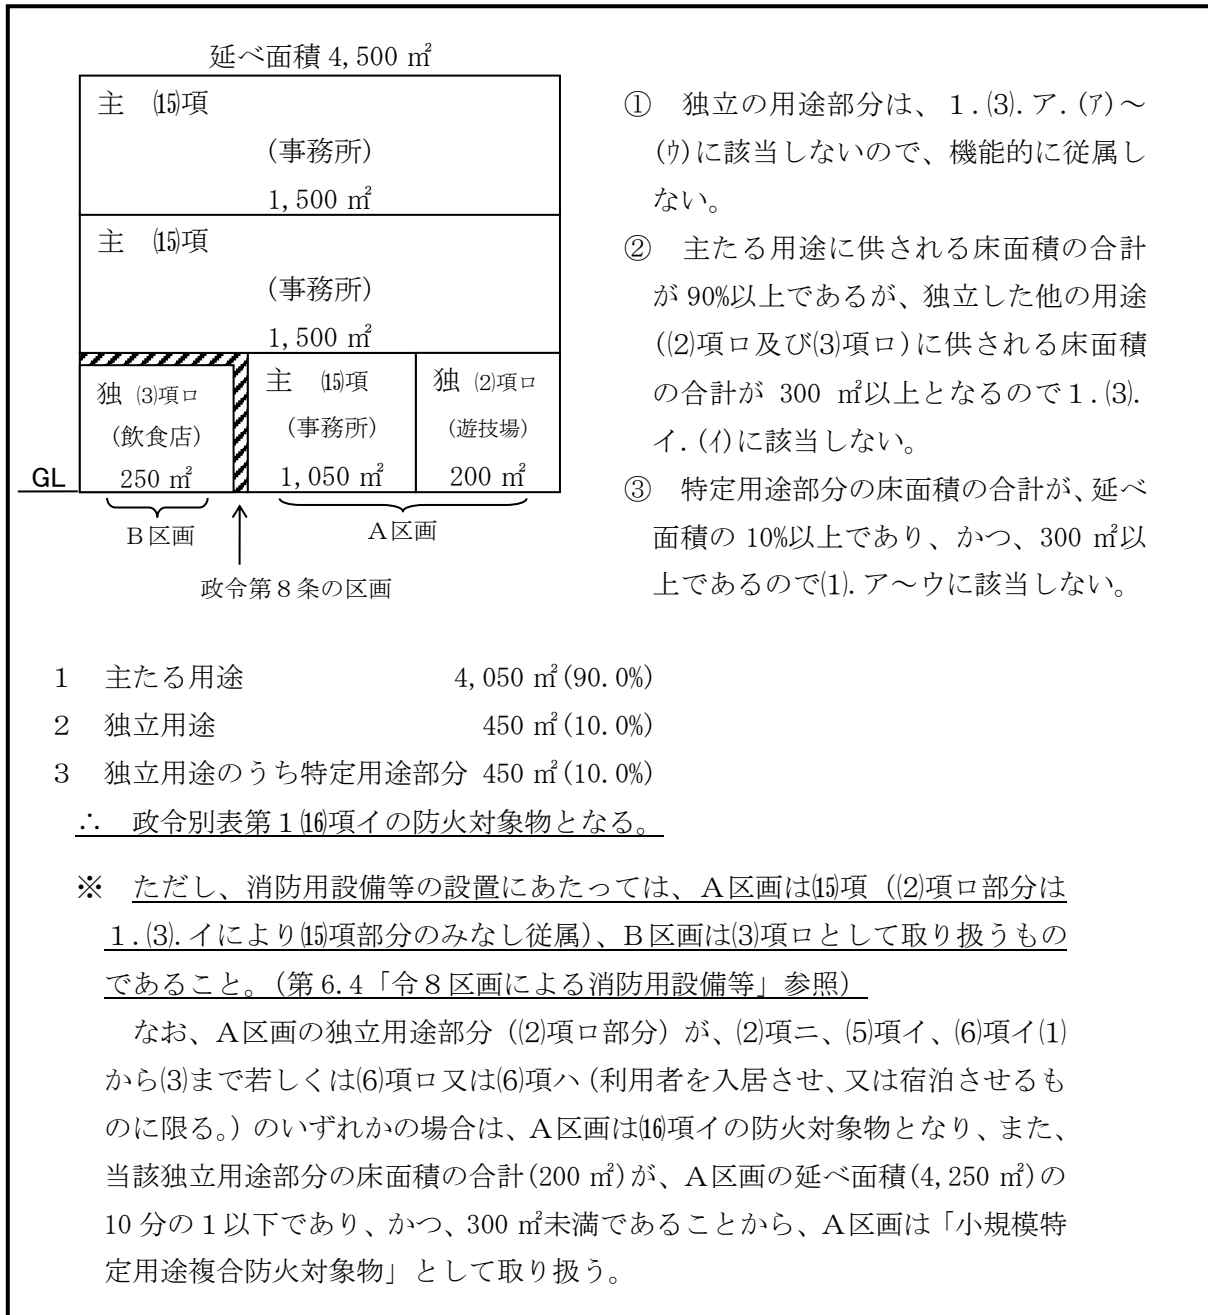 延べ面積 4,500 ㎡
主　⒂項
(事務所)
1,500 ㎡
主　⒂項
(事務所)
1,500 ㎡
独 (3)項ロ
(飲食店)
250 ㎡
主　⒂項
(事務所)
1,050 ㎡
独 (2)項ロ
(遊技場)
200 ㎡
GL
B区画
A区画
政令第８条の区画
①　独立の用途部分は、１.⑶.ア.(ｱ)～
(ｳ)に該当しないので、機能的に従属し
ない。
②　主たる用途に供される床面積の合計
が 90%以上であるが、独立した他の用途
((2)項ロ及び(3)項ロ)に供される床面積
の合計が 300 ㎡以上となるので１.⑶.
イ.(ｲ)に該当しない。
③　特定用途部分の床面積の合計が、延べ
面積の 10%以上であり、かつ、300 ㎡以
上であるので⑴.ア～ウに該当しない。
１　主たる用途　4,050 ㎡(90.0%)
２　独立用途　450 ㎡(10.0%)
３　独立用途のうち特定用途部分 450 ㎡(10.0%)
∴　政令別表第１⒃項イの防火対象物となる。
※　ただし、消防用設備等の設置にあたっては、A区画は⒂項（(2)項ロ部分は
１.⑶.イにより⒂項部分のみなし従属）、B区画は⑶項ロとして取り扱うもの
であること。（第 6.4「令８区画による消防用設備等」参照）
なお、A区画の独立用途部分（(2)項ロ部分）が、⑵項ニ、⑸項イ、⑹項イ⑴
から⑶まで若しくは⑹項ロ又は⑹項ハ（利用者を入居させ、又は宿泊させるも
のに限る。）のいずれかの場合は、A区画は⒃項イの防火対象物となり、また、
当該独立用途部分の床面積の合計(200 ㎡)が、A区画の延べ面積(4,250 ㎡)の
10 分の１以下であり、かつ、300 ㎡未満であることから、A区画は「小規模特
定用途複合防火対象物」として取り扱う。